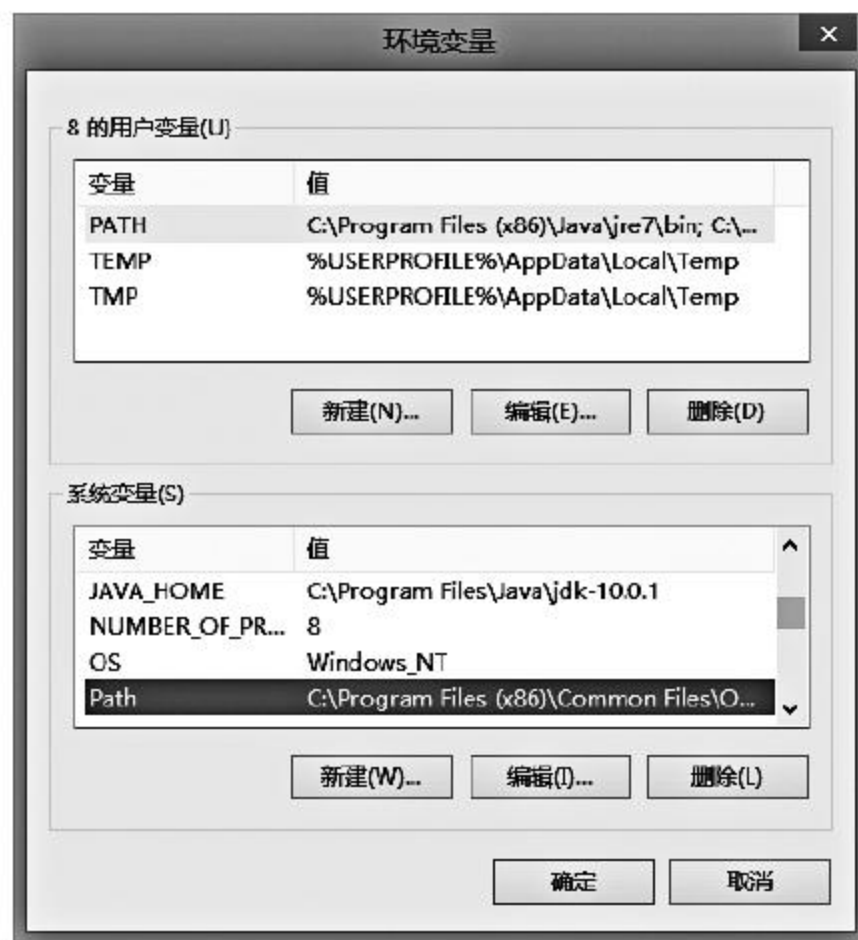 环境变量
×
8 的用户变量(U)
变量 值
PATH C:\Program Files (x86)\Java\jre7\bin; C:\...
TEMP %USERPROFILE%\AppData\Local\Temp
TMP %USERPROFILE%\AppData\Local\Temp
新建(N)... 编辑(E)... 删除(D)
系统变量(S)
变量 值
JAVA_HOME C:\Program Files\Java\jdk-10.0.1
NUMBER_OF_PR... 8
OS Windows_NT
Path C:\Program Files (x86)\Common Files\O...
新建(W)... 编辑(I)... 删除(L)
确定 取消